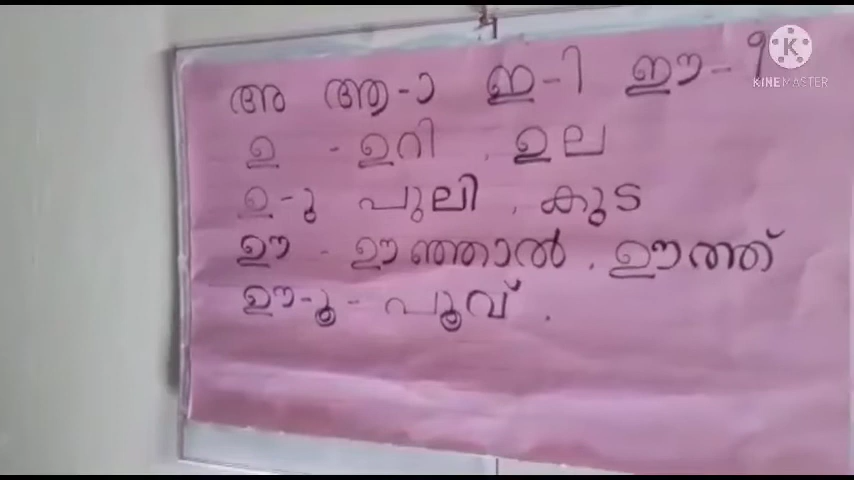 അ ആ-ാ ഇ-ി ഈ-ീ
ഉ - ഉറി , ഉല
ഉ-ു പുലി , കുട
ഊ - ഊഞ്ഞാൽ . ഊത്ത്
ഊ-ൂ - പൂവ് .
K
KINEMASTER